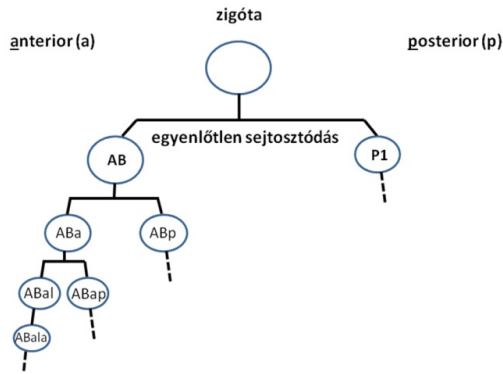 zigóta
anterior (a)
posterior (p)
egyenlőtlen sejtosztódás
AB
P1
ABa
ABp
ABal
ABap
ABala